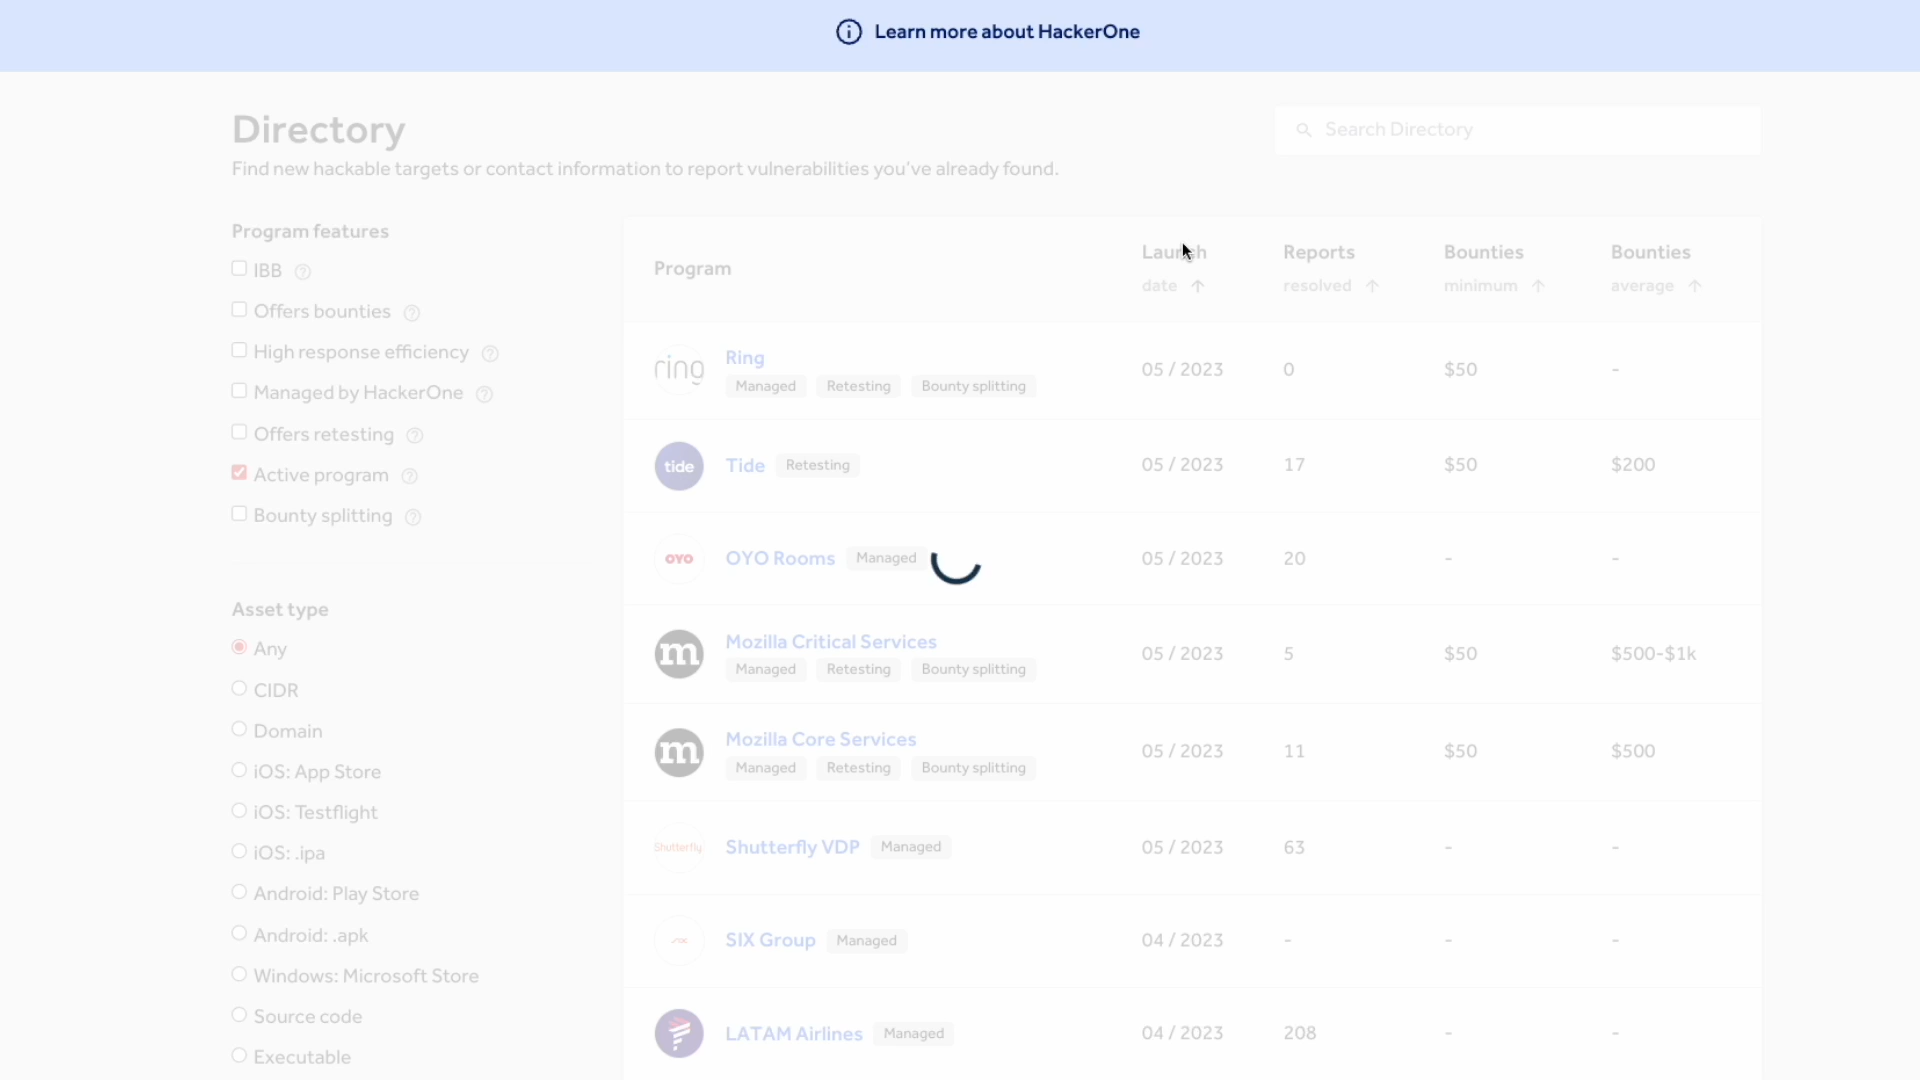 Learn more about HackerOne
Directory
Search Directory
Find new hackable targets or contact information to report vulnerabilities you've already found.
Program features
IBB
Offers bounties
High response efficiency
Managed by HackerOne
Offers retesting
Active program
Bounty splitting
Asset type
Any
CIDR
Domain
iOS: App Store
iOS: Testflight
iOS: .ipa
Android: Play Store
Android: .apk
Windows: Microsoft Store
Source code
Executable
Program Launch date Reports resolved Bounties minimum Bounties average
ring Ring 05 / 2023 0 $50 -
Managed Retesting Bounty splitting
tide Tide Retesting 05 / 2023 17 $50 $200
OYO OYO Rooms Managed 05 / 2023 20 - -
m Mozilla Critical Services 05 / 2023 5 $50 $500-$1k
Managed Retesting Bounty splitting
m Mozilla Core Services 05 / 2023 11 $50 $500
Managed Retesting Bounty splitting
Shutterfly Shutterfly VDP Managed 05 / 2023 63 - -
SIX Group Managed 04 / 2023 - - -
LATAM Airlines Managed 04 / 2023 208 - -